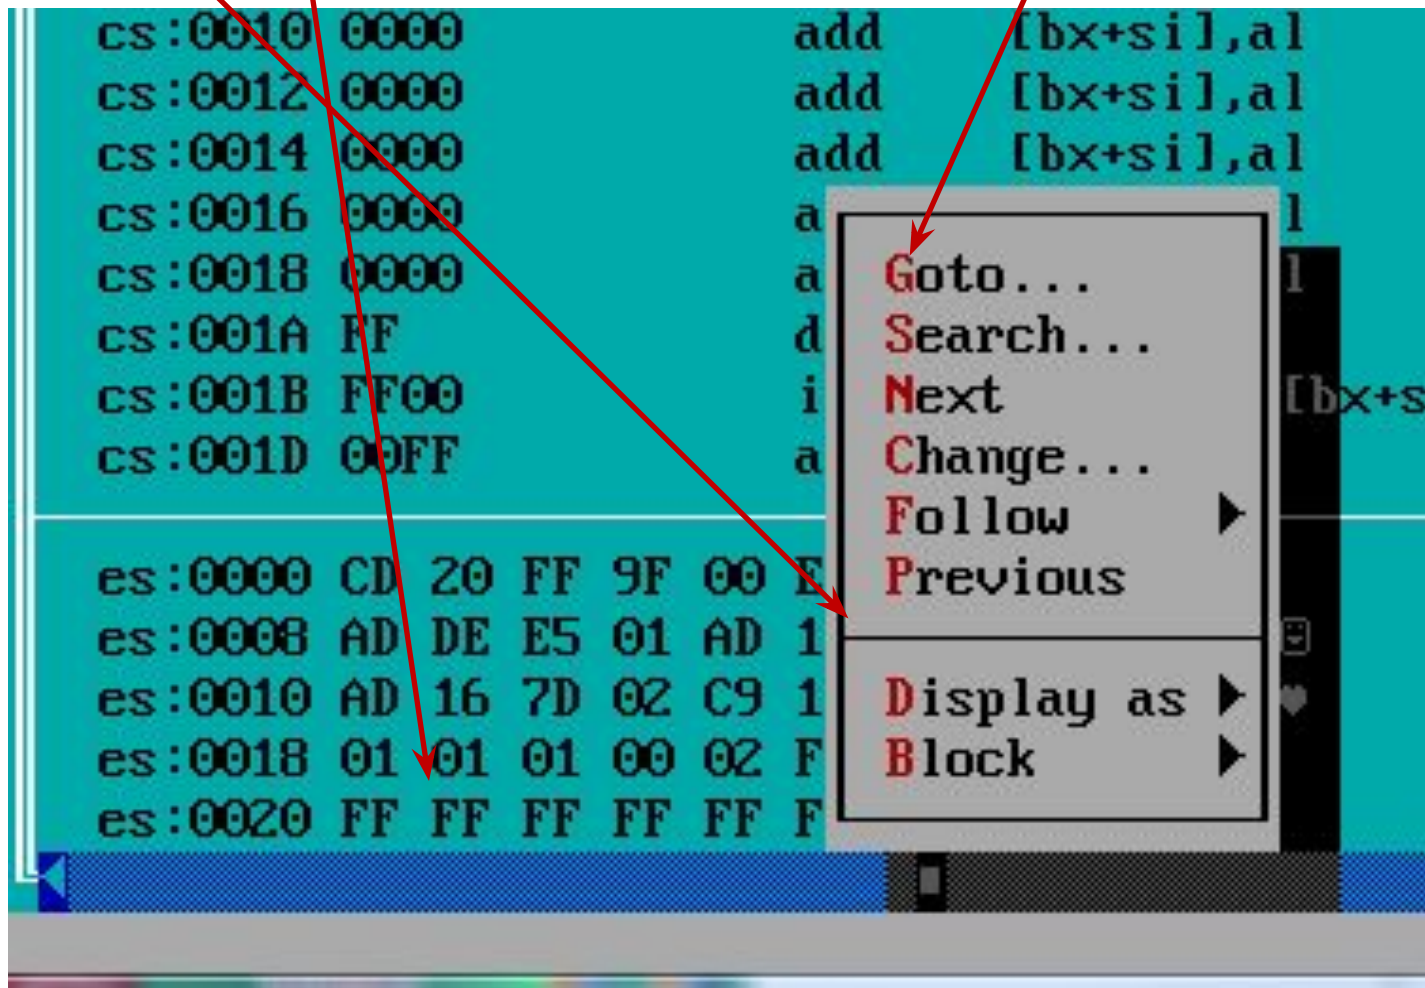 cs:0010 0000 add [bx+si],al
cs:0012 0000 add [bx+si],al
cs:0014 0000 add [bx+si],al
cs:0016 0000 a l
cs:0018 0000 a l
cs:001A FF d
cs:001B FF00 i [bx+s
cs:001D 00FF a
Goto...
Search...
Next
Change...
Follow
Previous
Display as
Block
es:0000 CD 20 FF 9F 00 E
es:0008 AD DE E5 01 AD 1
es:0010 AD 16 7D 02 C9 1
es:0018 01 01 01 00 02 F
es:0020 FF FF FF FF FF F